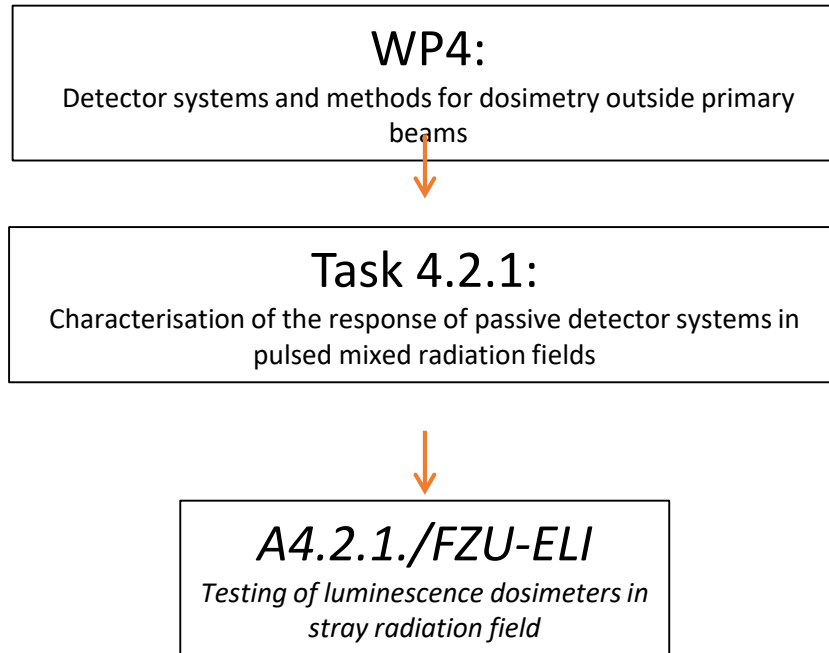 WP4:
Detector systems and methods for dosimetry outside primary
beams
Task 4.2.1:
Characterisation of the response of passive detector systems in
pulsed mixed radiation fields
A4.2.1./FZU-ELI
Testing of luminescence dosimeters in
stray radiation field